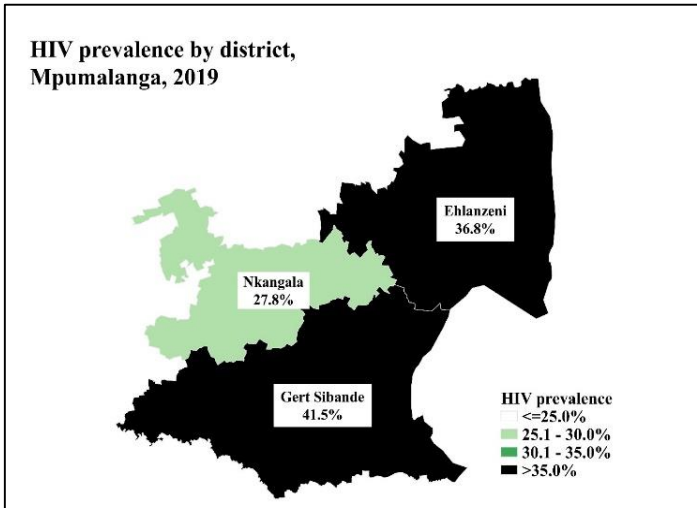 HIV prevalence by district,
Mpumalanga, 2019
Ehlanzeni
36.8%
Nkangala
27.8%
Gert Sibande
41.5%
HIV prevalence
<=25.0%
25.1 - 30.0%
30.1 - 35.0%
>35.0%